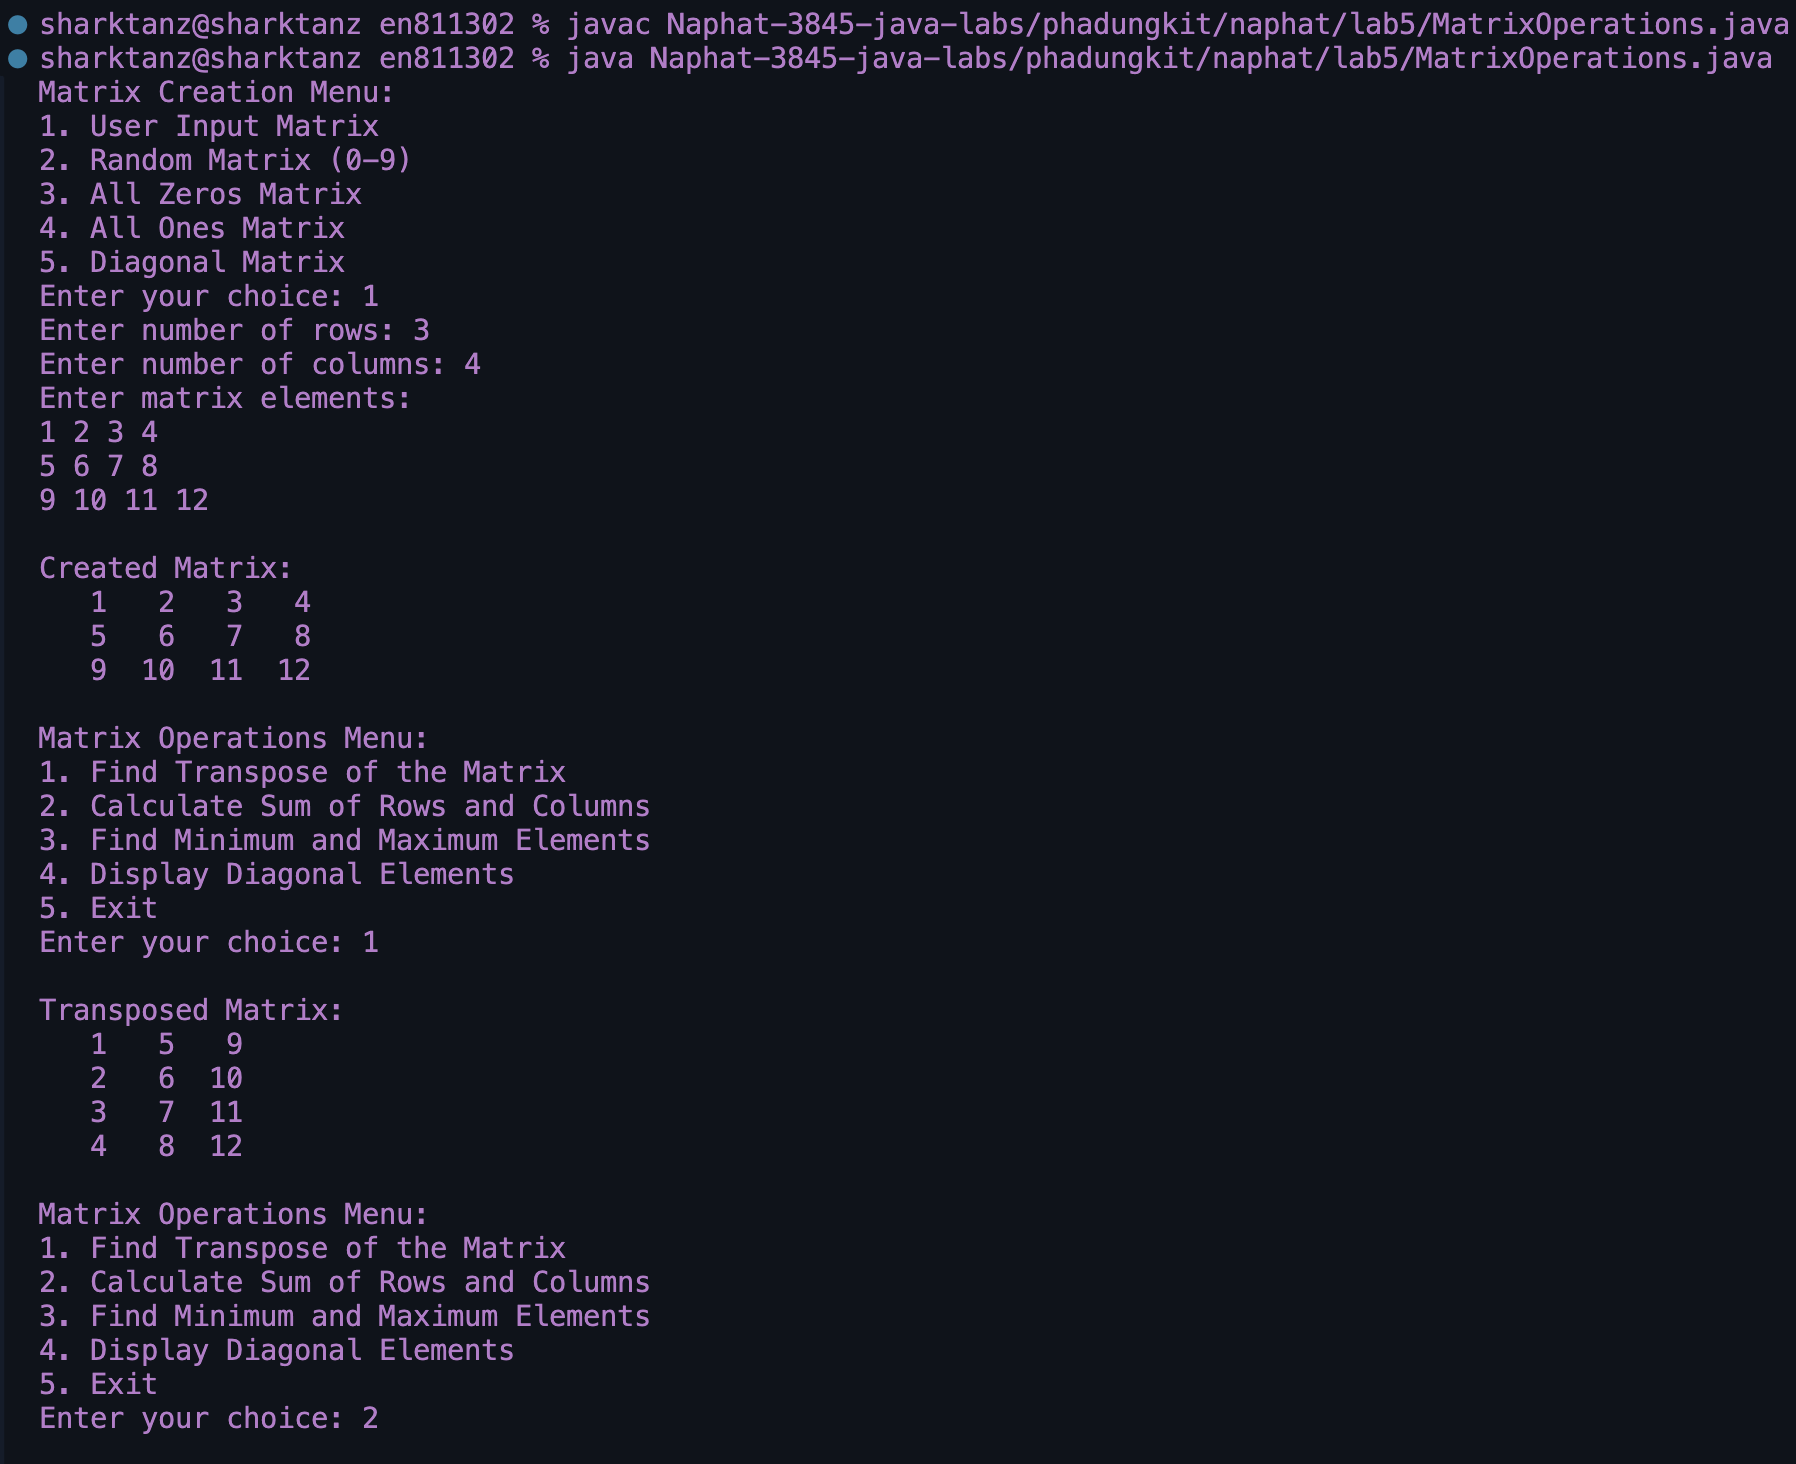 sharktanz@sharktanz en811302 % javac Naphat-3845-java-labs/phadungkit/naphat/lab5/MatrixOperations.java
sharktanz@sharktanz en811302 % java Naphat-3845-java-labs/phadungkit/naphat/lab5/MatrixOperations.java
Matrix Creation Menu:
1. User Input Matrix
2. Random Matrix (0-9)
3. All Zeros Matrix
4. All Ones Matrix
5. Diagonal Matrix
Enter your choice: 1
Enter number of rows: 3
Enter number of columns: 4
Enter matrix elements:
1 2 3 4
5 6 7 8
9 10 11 12

Created Matrix:
   1   2   3   4
   5   6   7   8
   9  10  11  12

Matrix Operations Menu:
1. Find Transpose of the Matrix
2. Calculate Sum of Rows and Columns
3. Find Minimum and Maximum Elements
4. Display Diagonal Elements
5. Exit
Enter your choice: 1

Transposed Matrix:
   1   5   9
   2   6  10
   3   7  11
   4   8  12

Matrix Operations Menu:
1. Find Transpose of the Matrix
2. Calculate Sum of Rows and Columns
3. Find Minimum and Maximum Elements
4. Display Diagonal Elements
5. Exit
Enter your choice: 2